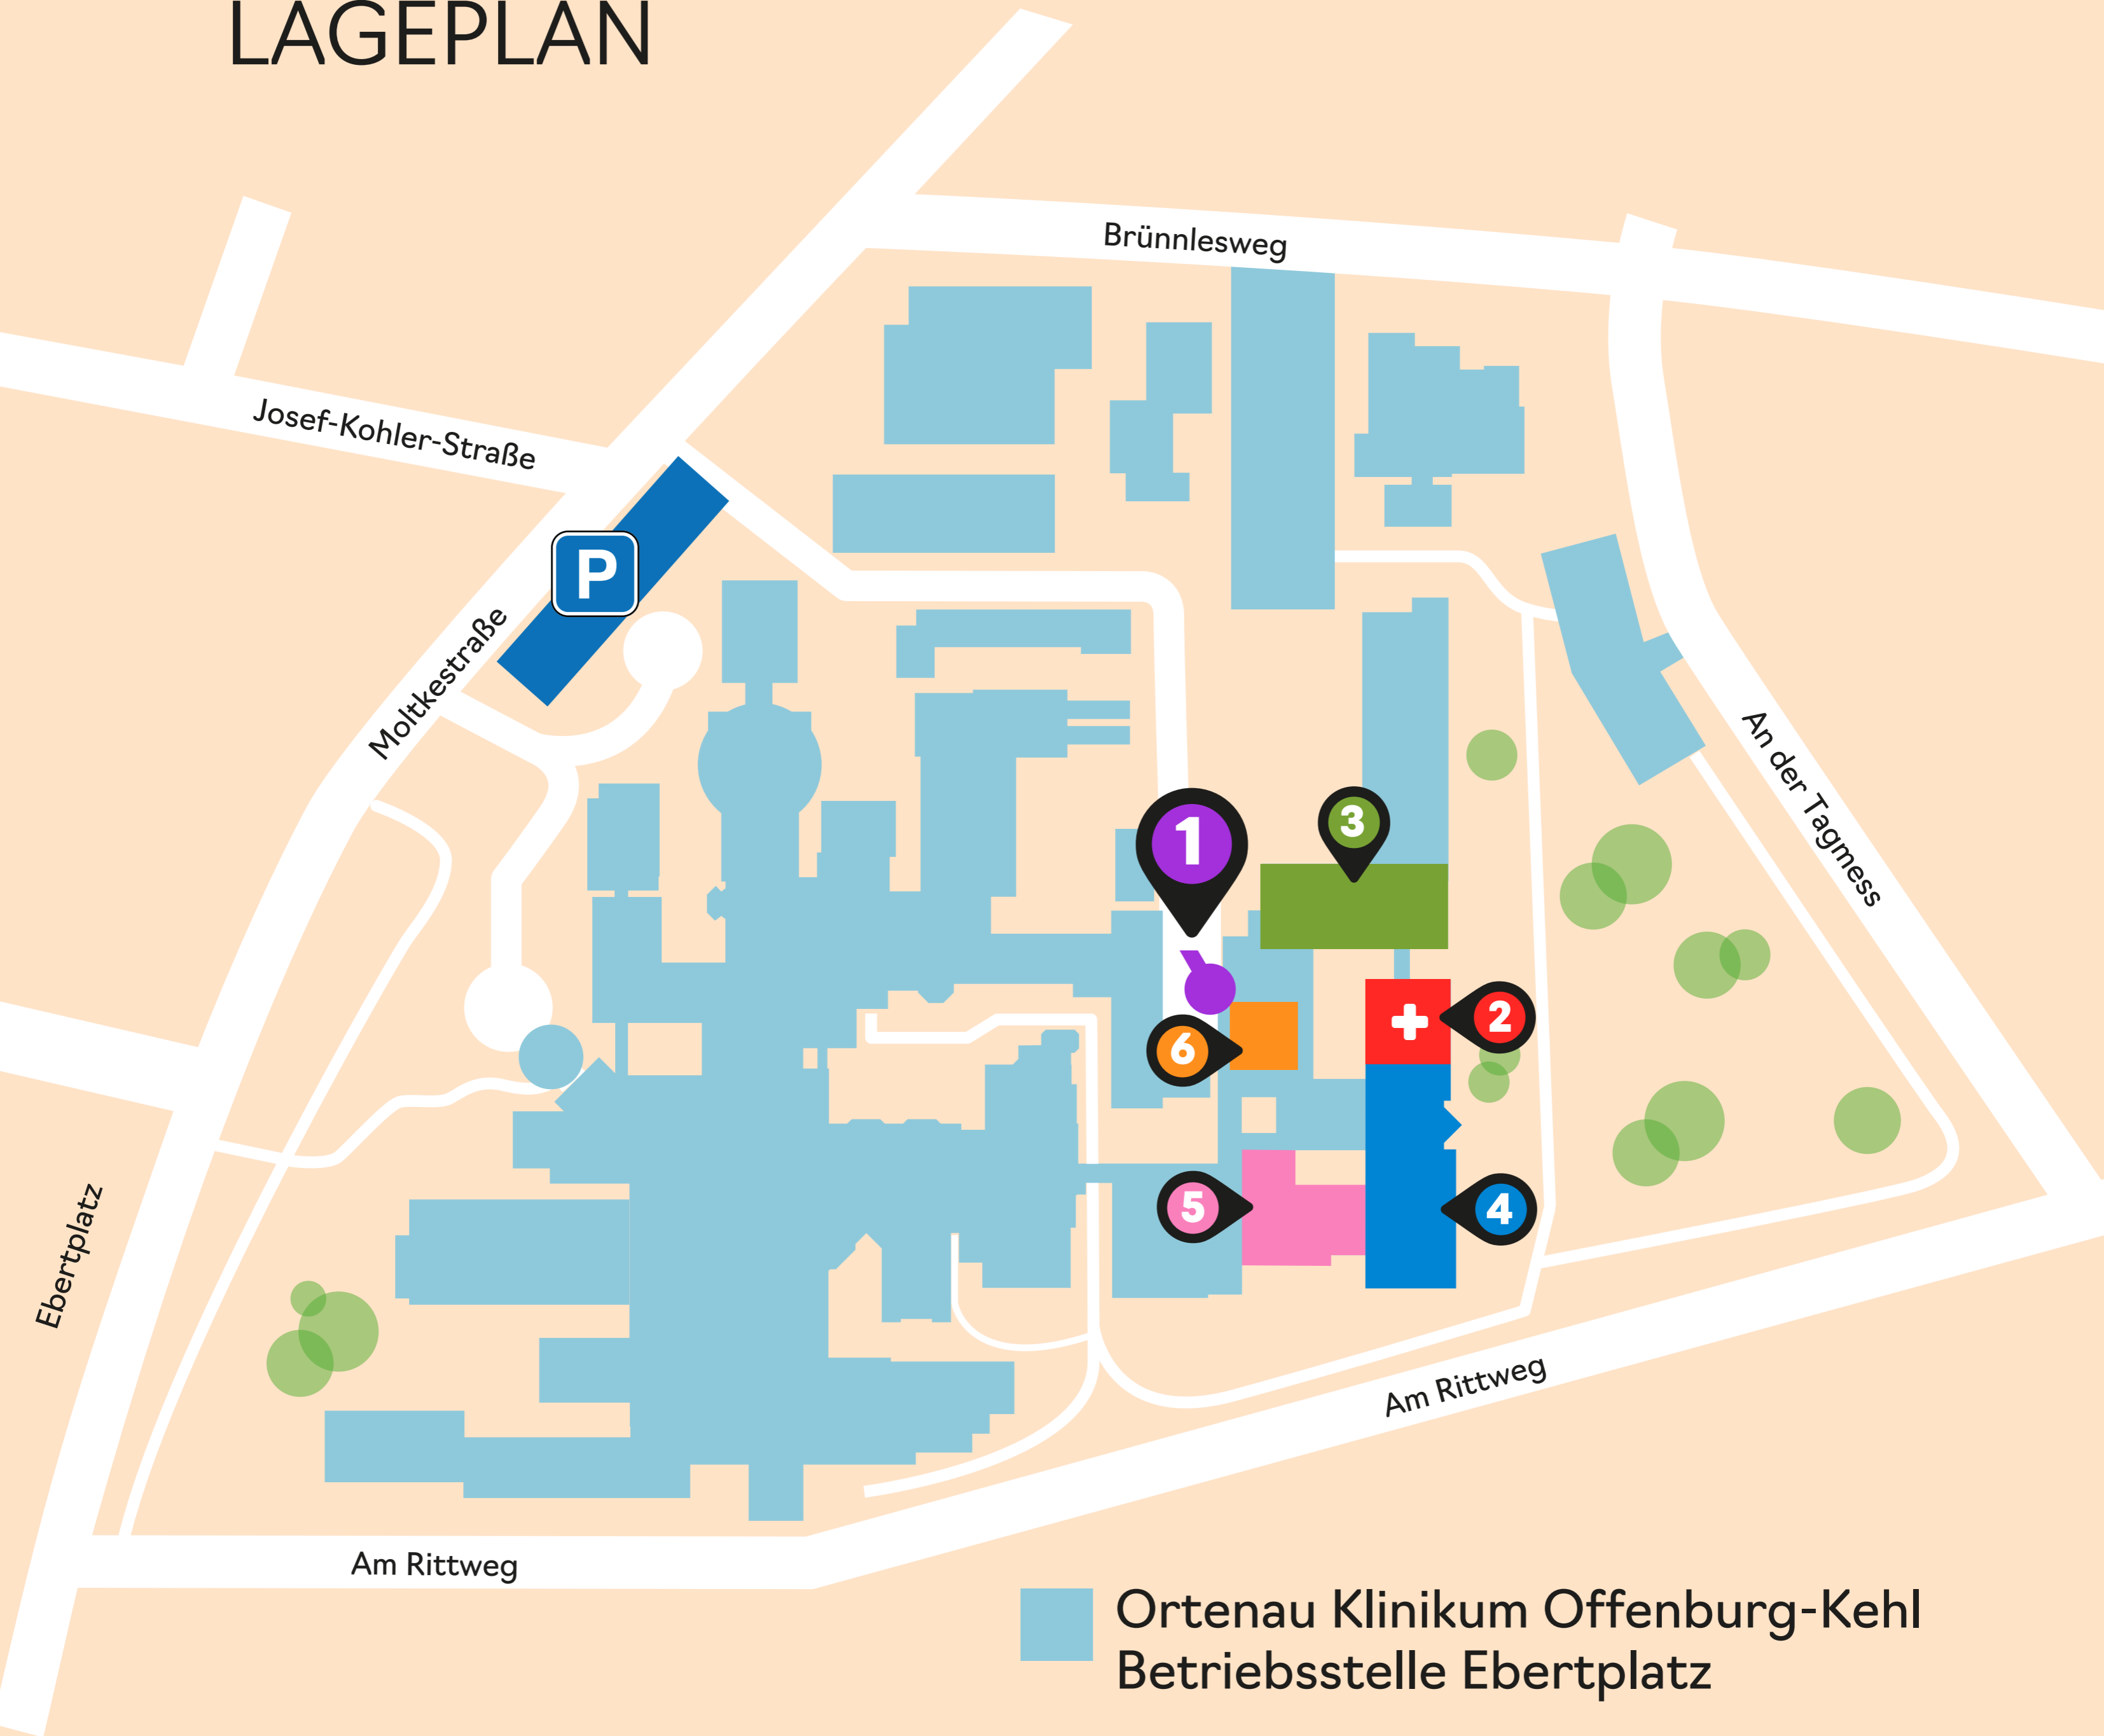 LAGEPLAN
Brünnlesweg
Josef-Kohler-Straße
P
Moltkestraße
An der Tagmess
1
3
2
6
5
4
Ebertplatz
Am Rittweg
Am Rittweg
Ortenau Klinikum Offenburg-Kehl
Betriebsstelle Ebertplatz